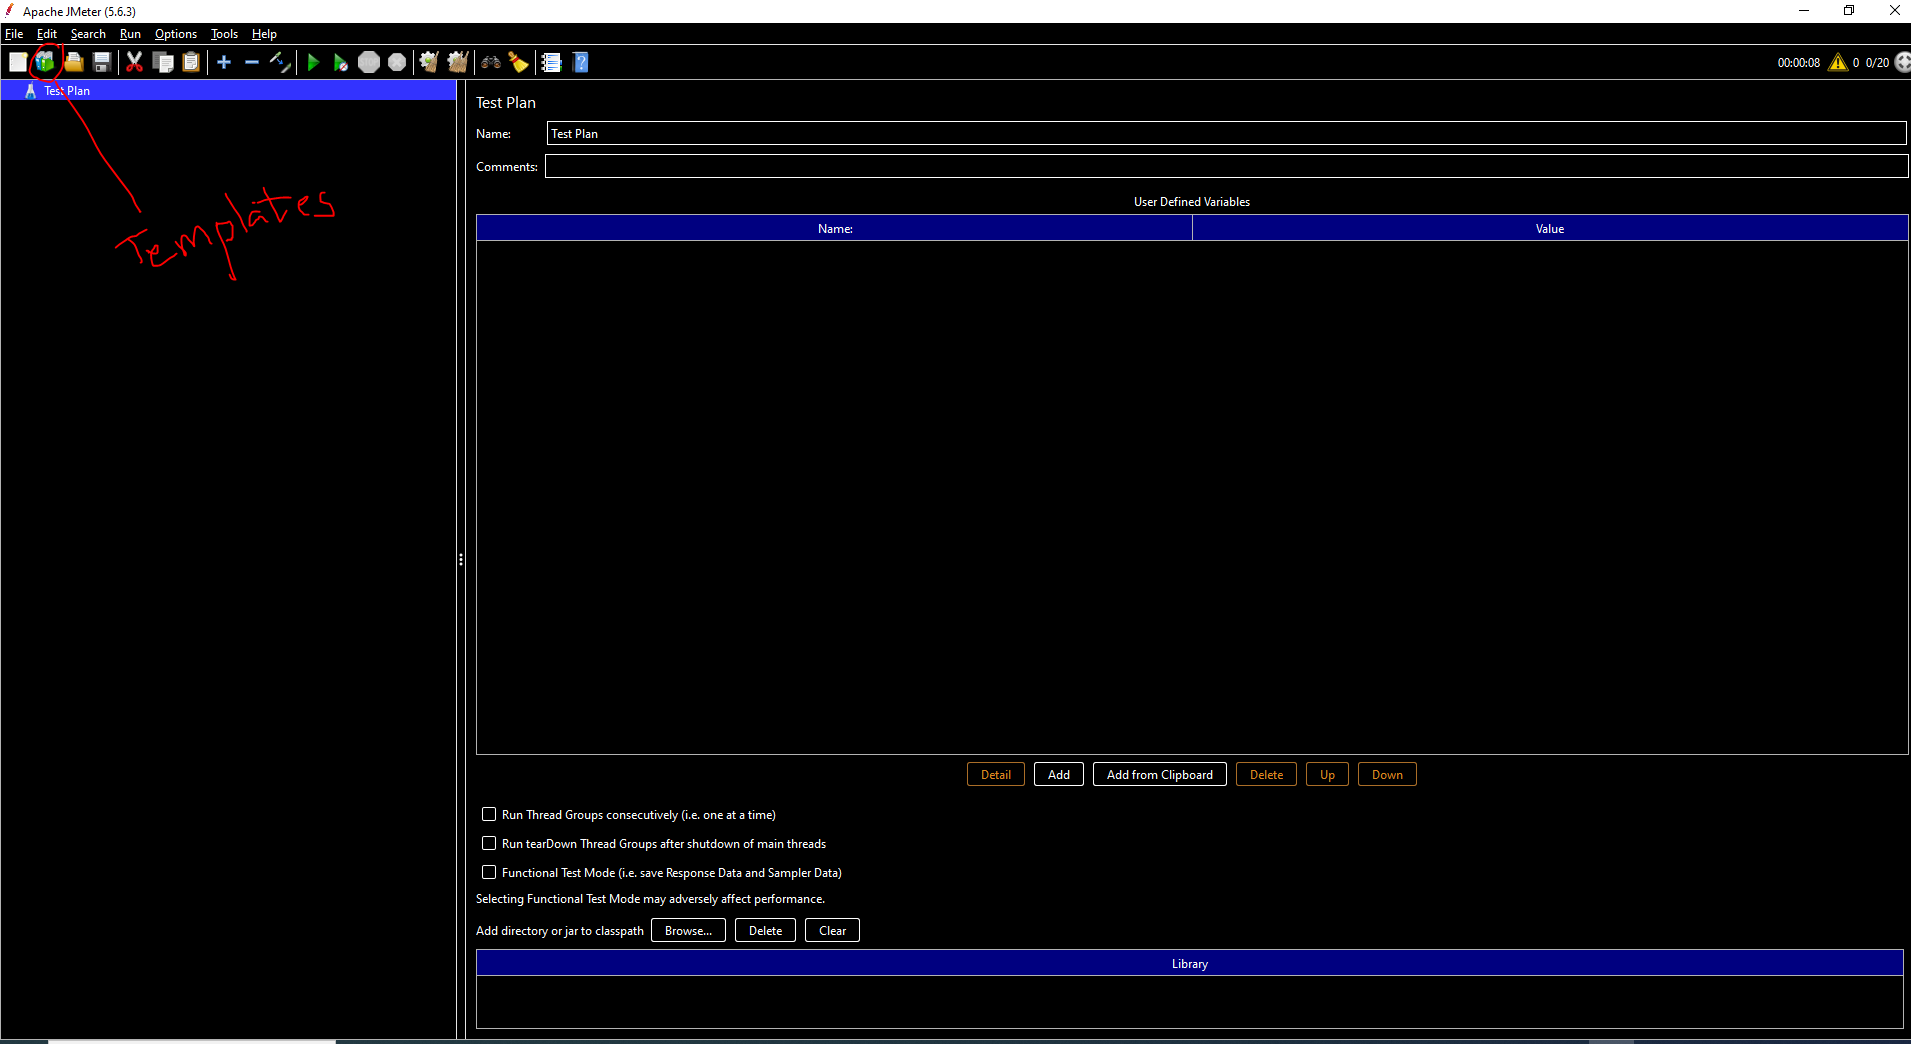 Apache JMeter (5.6.3)
File Edit Search Run Options Tools Help
00:00:08 0 0/20
Test Plan
Templates
Test Plan
Name: Test Plan
Comments:
User Defined Variables
Name: Value
Detail Add Add from Clipboard Delete Up Down
Run Thread Groups consecutively (i.e. one at a time)
Run tearDown Thread Groups after shutdown of main threads
Functional Test Mode (i.e. save Response Data and Sampler Data)
Selecting Functional Test Mode may adversely affect performance.
Add directory or jar to classpath Browse... Delete Clear
Library